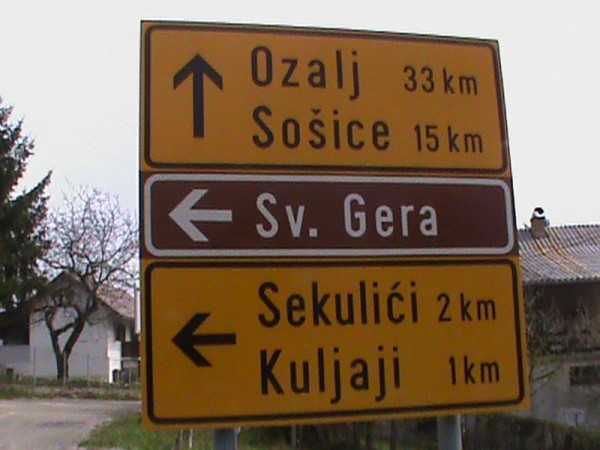 Ozalj 33 km
Sošice 15 km
Sv. Gera
Sekulići 2 km
Kuljaji 1 km